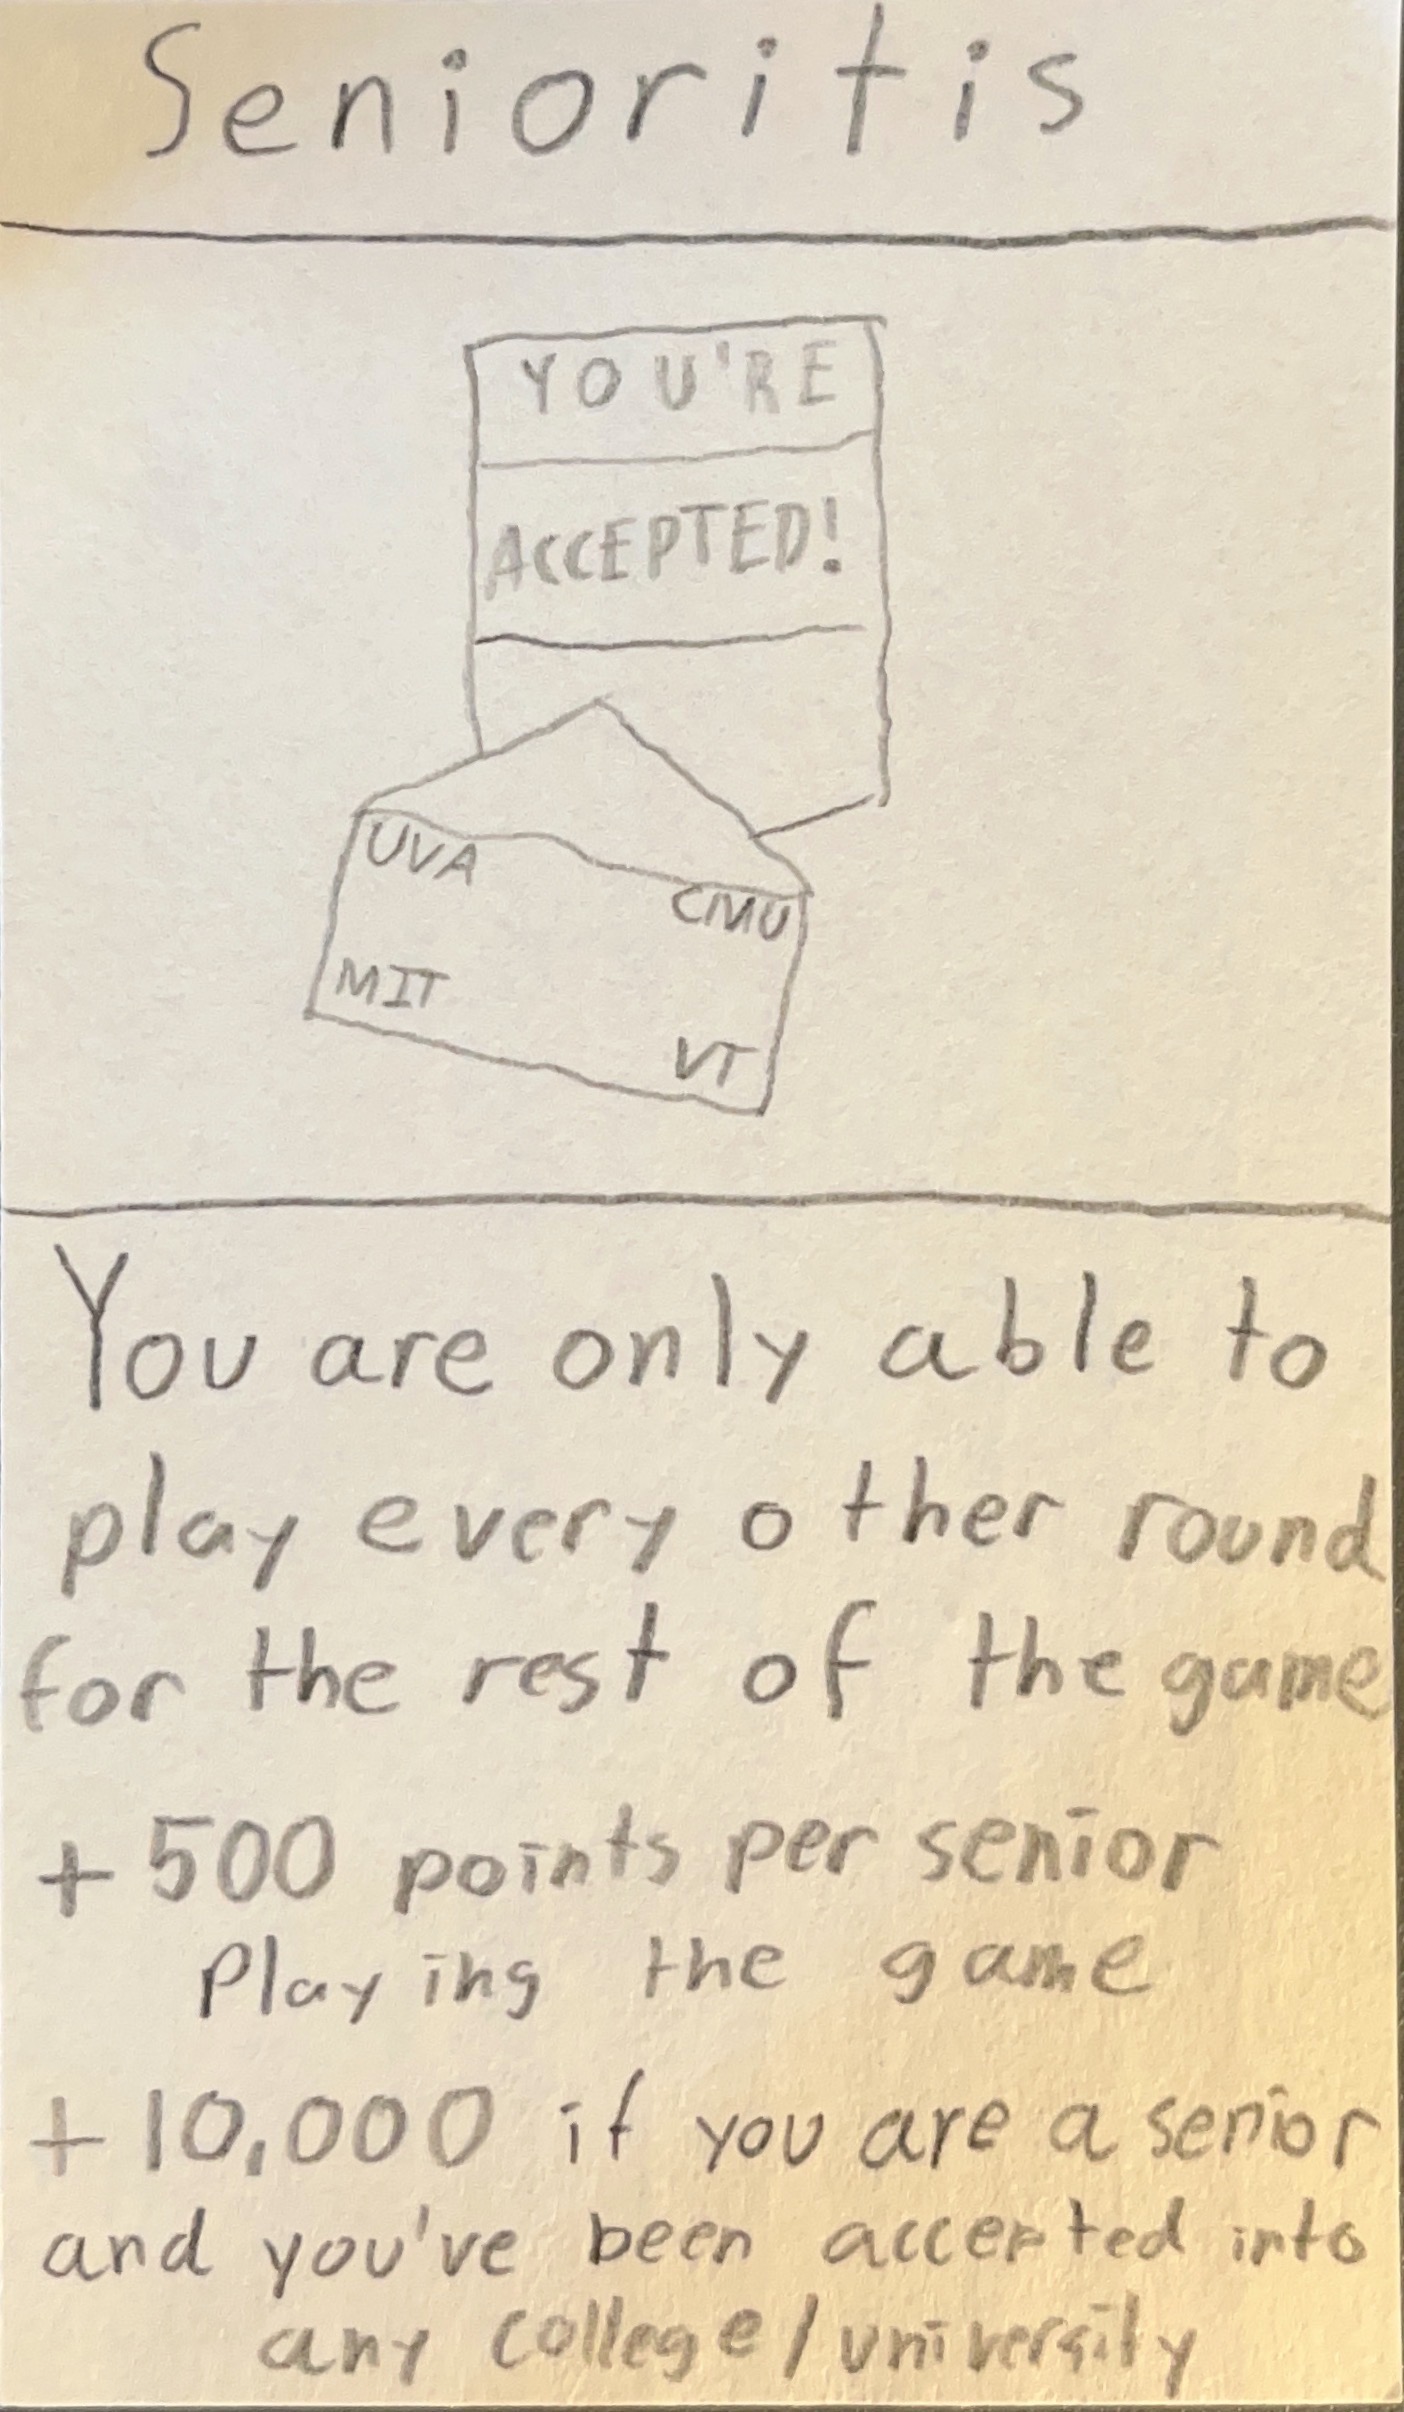 Senioritis
YOU'RE
ACCEPTED!
UVA
CMU
MIT
VT
You are only able to
play every other round
for the rest of the game
+ 500 points per senior
Playing the game
+ 10,000 if you are a senior
and you've been accepted into
any college/university